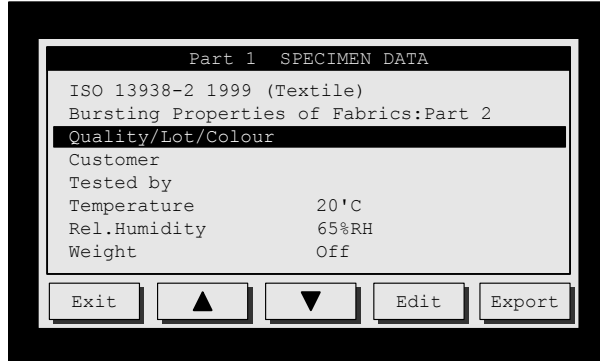 Part 1 SPECIMEN DATA
ISO 13938-2 1999 (Textile)
Bursting Properties of Fabrics:Part 2
Quality/Lot/Colour
Customer
Tested by
Temperature 20'C
Rel.Humidity 65%RH
Weight Off
Exit ▲ ▼ Edit Export